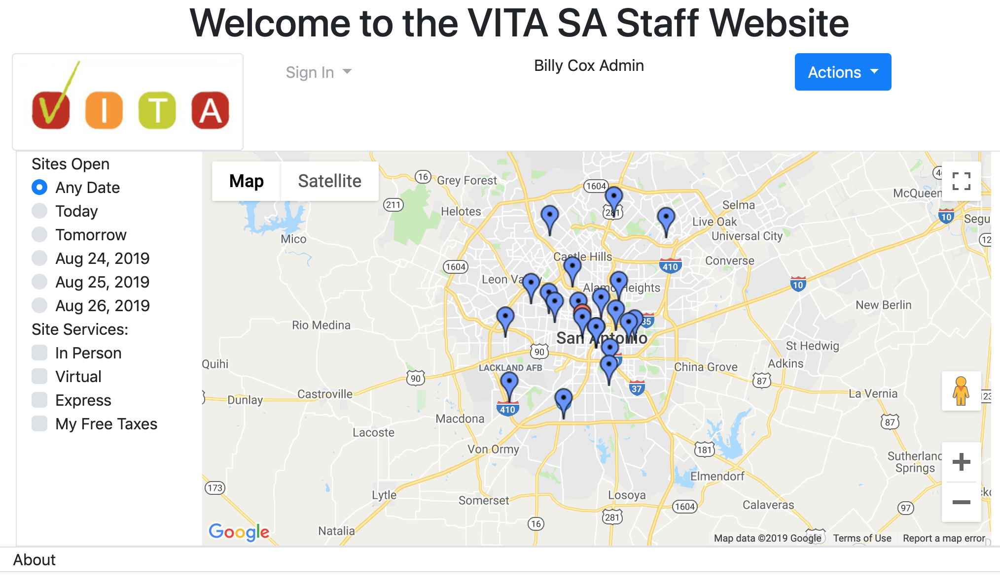 Welcome to the VITA SA Staff Website
VITA
Sign In
Billy Cox Admin
Actions
Sites Open
Any Date
Today
Tomorrow
Aug 24, 2019
Aug 25, 2019
Aug 26, 2019
Site Services:
In Person
Virtual
Express
My Free Taxes
Map
Satellite
16
Grey Forest
1604
211
Helotes
281
Selma
McQueen
Live Oak
10
Segu
Universal City
Mico
12
Castle Hills
Converse
1604
410
Leon
10
Alamo Heights
New Berlin
35
Rio Medina
San Antonio
St Hedwig
90
Quihi
LACKLAND AFB
China Grove
Adkins
90
87
37
Castroville
La Vernia
Dunlay
123
410
Macdona
87
Lacoste
Von Ormy
181
Sutherland
Springs
Elmendorf
173
Lytle
Somerset
Losoya
1604
Calaveras
97
281
16
Natalia
Google
181
Map data ©2019 Google
Terms of Use
Report a map error
About